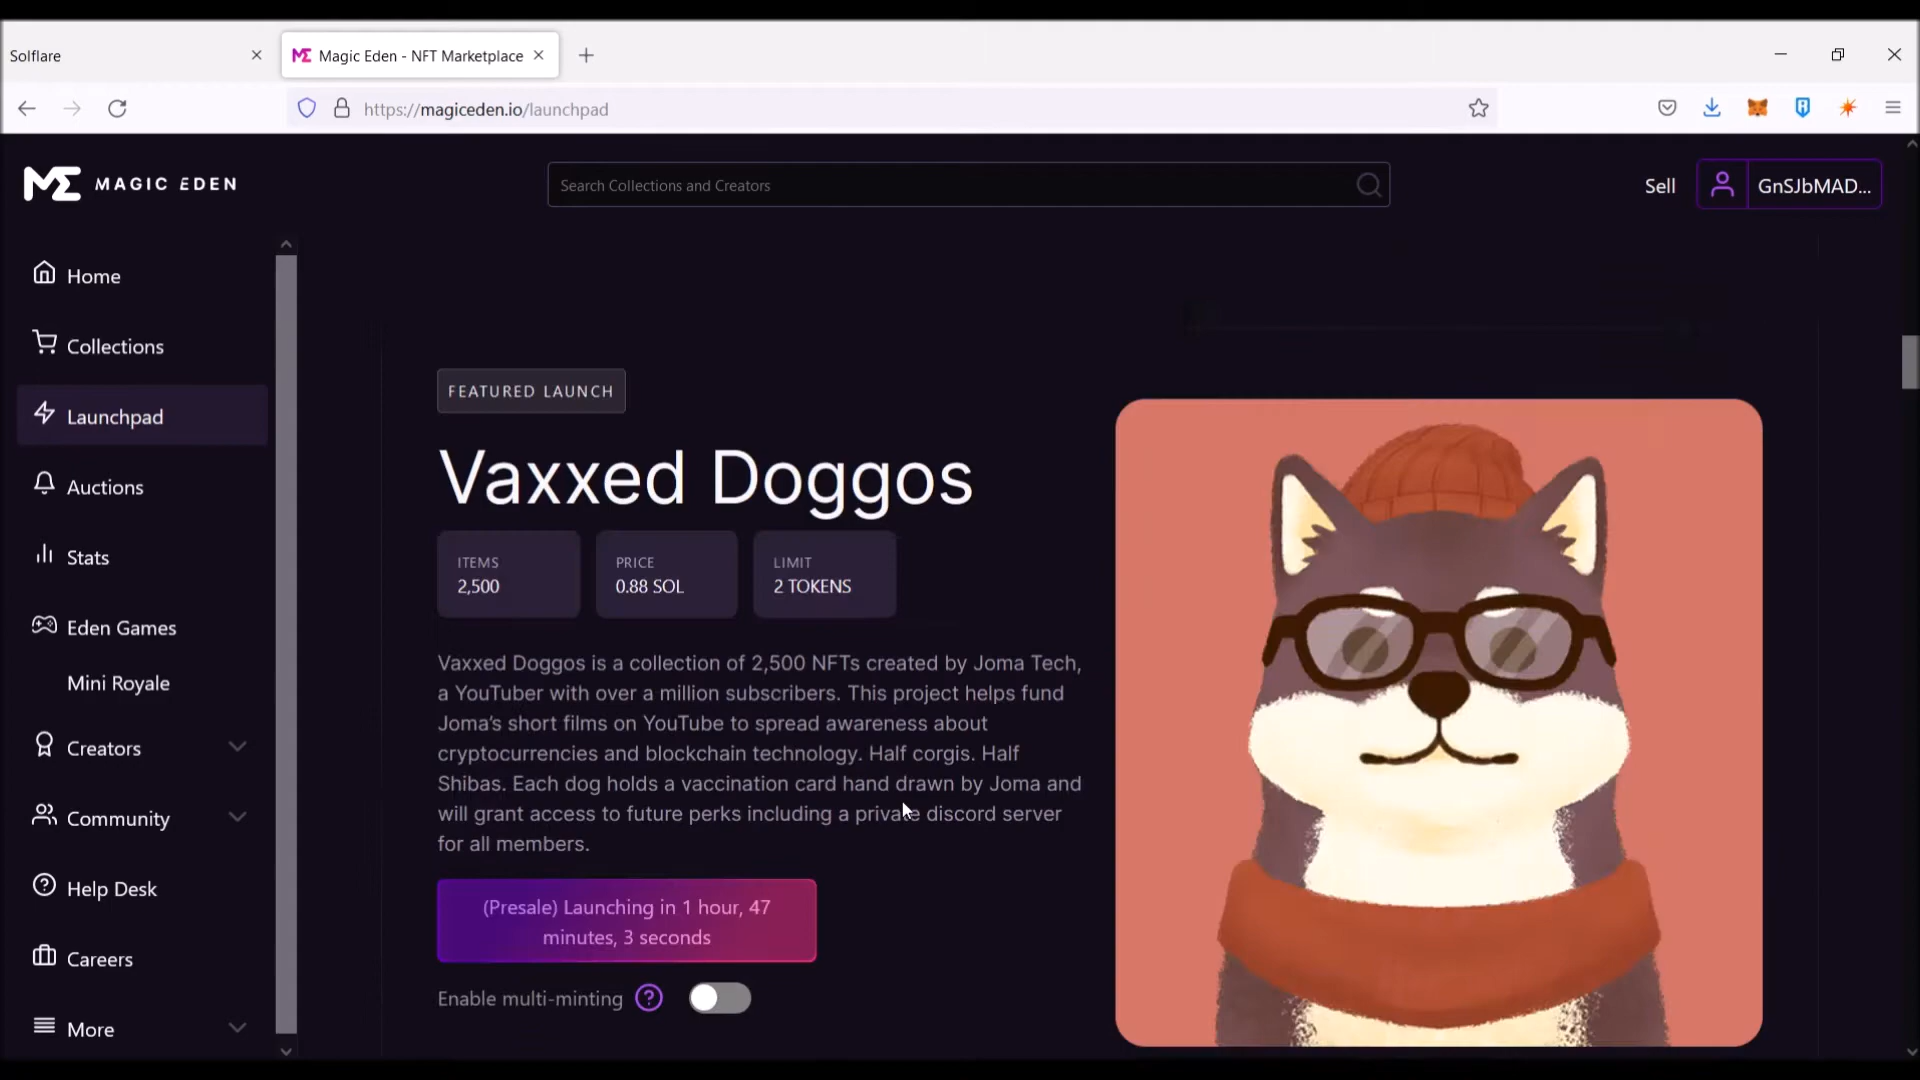 Solflare
Magic Eden - NFT Marketplace
https://magiceden.io/launchpad
MAGIC EDEN
Search Collections and Creators
Sell
GnSJbMAD...
Home
Collections
Launchpad
Auctions
Stats
Eden Games
Mini Royale
Creators
Community
Help Desk
Careers
More
FEATURED LAUNCH
Vaxxed Doggos
ITEMS
2,500
PRICE
0.88 SOL
LIMIT
2 TOKENS
Vaxxed Doggos is a collection of 2,500 NFTs created by Joma Tech,
a YouTuber with over a million subscribers. This project helps fund
Joma's short films on YouTube to spread awareness about
cryptocurrencies and blockchain technology. Half corgis. Half
Shibas. Each dog holds a vaccination card hand drawn by Joma and
will grant access to future perks including a private discord server
for all members.
(Presale) Launching in 1 hour, 47
minutes, 3 seconds
Enable multi-minting ?